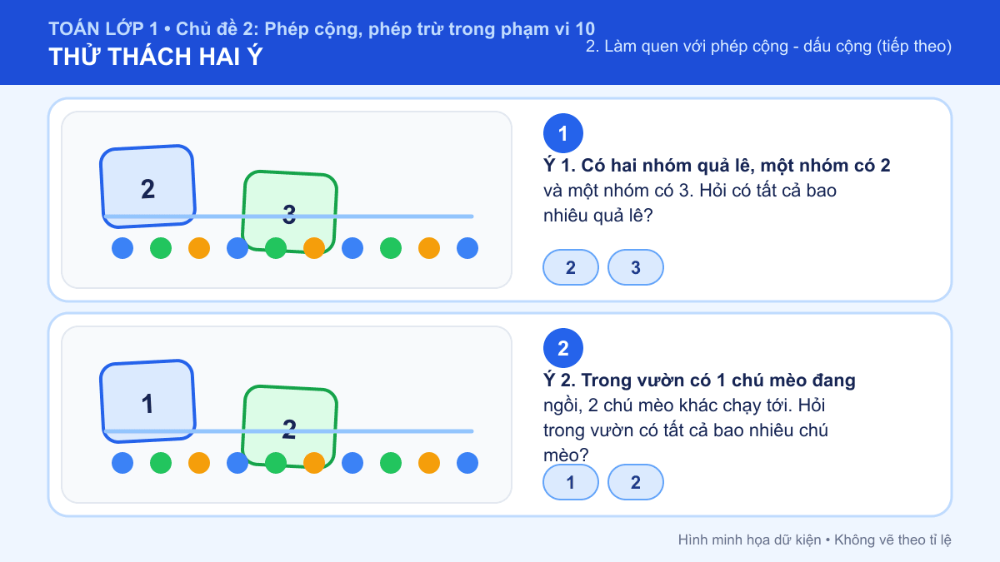 TOÁN LỚP 1 • Chủ đề 2: Phép cộng, phép trừ trong phạm vi 10
THỬ THÁCH HAI Ý
2. Làm quen với phép cộng - dấu cộng (tiếp theo)
2
3
1
Ý 1. Có hai nhóm quả lê, một nhóm có 2
và một nhóm có 3. Hỏi có tất cả bao
nhiêu quả lê?
2 3
1
2
2
Ý 2. Trong vườn có 1 chú mèo đang
ngồi, 2 chú mèo khác chạy tới. Hỏi
trong vườn có tất cả bao nhiêu chú
mèo?
1 2
Hình minh họa dữ kiện • Không vẽ theo tỉ lệ